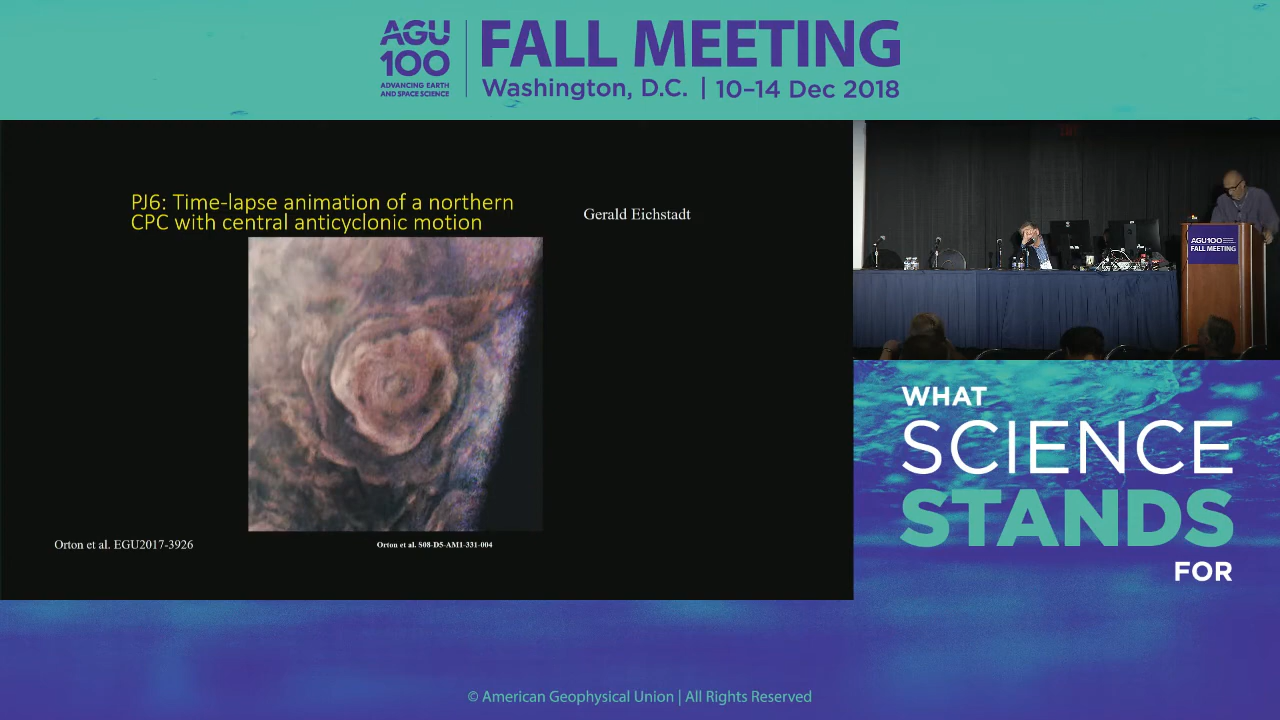 AGU
100
ADVANCING EARTH
AND SPACE SCIENCE
FALL MEETING
Washington, D.C. | 10–14 Dec 2018
PJ6: Time-lapse animation of a northern
CPC with central anticyclonic motion
Gerald Eichstadt
Orton et al. EGU2017-3926
Orton et al. S08-D5-AM1-331-004
AGU100
FALL MEETING
WHAT
SCIENCE
STANDS
FOR
© American Geophysical Union | All Rights Reserved